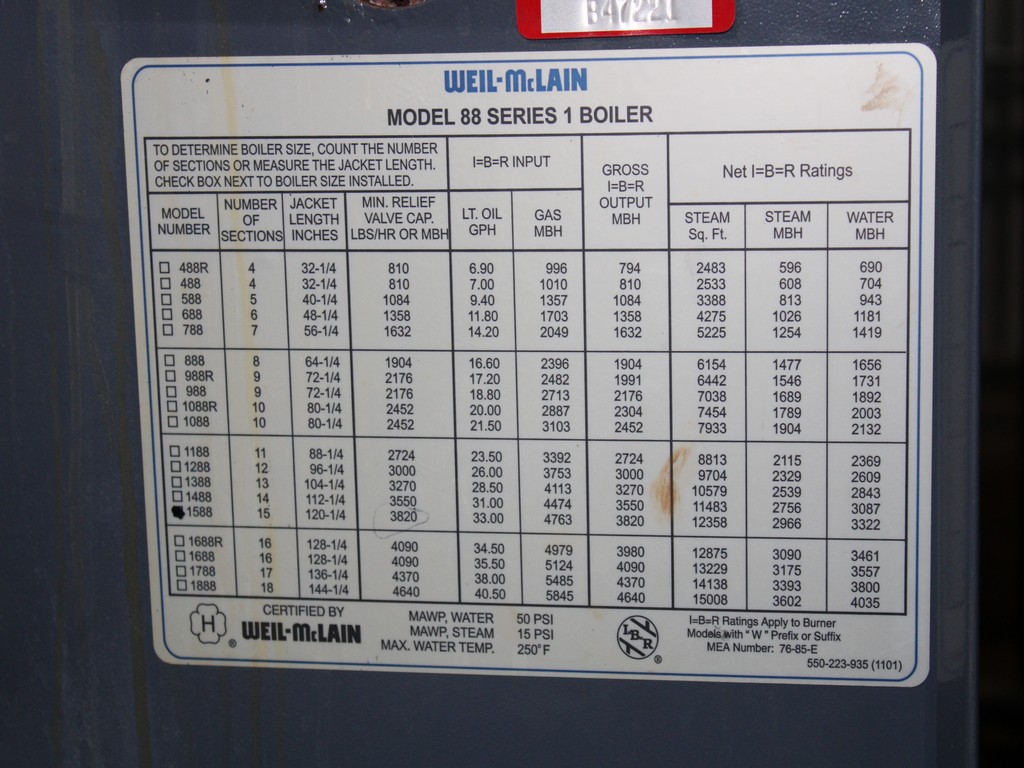 B47221
WEIL-McLAIN
MODEL 88 SERIES 1 BOILER
TO DETERMINE BOILER SIZE, COUNT THE NUMBER
OF SECTIONS OR MEASURE THE JACKET LENGTH.
CHECK BOX NEXT TO BOILER SIZE INSTALLED.
I=B=R INPUT
GROSS
I=B=R
OUTPUT
MBH
Net I=B=R Ratings
MODEL
NUMBER
NUMBER
OF
SECTIONS
JACKET
LENGTH
INCHES
MIN. RELIEF
VALVE CAP.
LBS/HR OR MBH
LT. OIL
GPH
GAS
MBH
STEAM
Sq. Ft.
STEAM
MBH
WATER
MBH
488R 4 32-1/4 810 6.90 996 794 2483 596 690
488 4 32-1/4 810 7.00 1010 810 2533 608 704
588 5 40-1/4 1084 9.40 1357 1084 3388 813 943
688 6 48-1/4 1358 11.80 1703 1358 4275 1026 1181
788 7 56-1/4 1632 14.20 2049 1632 5225 1254 1419
888 8 64-1/4 1904 16.60 2396 1904 6154 1477 1656
988R 9 72-1/4 2176 17.20 2482 1991 6442 1546 1731
988 9 72-1/4 2176 18.80 2713 2176 7038 1689 1892
1088R 10 80-1/4 2452 20.00 2887 2304 7454 1789 2003
1088 10 80-1/4 2452 21.50 3103 2452 7933 1904 2132
1188 11 88-1/4 2724 23.50 3392 2724 8813 2115 2369
1288 12 96-1/4 3000 26.00 3753 3000 9704 2329 2609
1388 13 104-1/4 3270 28.50 4113 3270 10579 2539 2843
1488 14 112-1/4 3550 31.00 4474 3550 11483 2756 3087
1588 15 120-1/4 3820 33.00 4763 3820 12358 2966 3322
1688R 16 128-1/4 4090 34.50 4979 3980 12875 3090 3461
1688 16 128-1/4 4090 35.50 5124 4090 13229 3175 3557
1788 17 136-1/4 4370 38.00 5485 4370 14138 3393 3800
1888 18 144-1/4 4640 40.50 5845 4640 15008 3602 4035
H ®
CERTIFIED BY
WEIL-McLAIN
MAWP, WATER 50 PSI
MAWP, STEAM 15 PSI
MAX. WATER TEMP. 250°F
I B R ®
I=B=R Ratings Apply to Burner
Models with "W" Prefix or Suffix
MEA Number: 76-85-E
550-223-935 (1101)